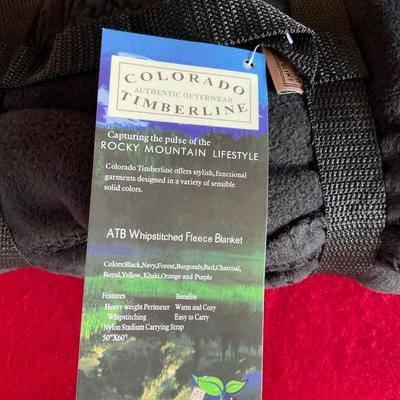 COLORADO
AUTHENTIC OUTERWEAR
TIMBERLINE
Capturing the pulse of the
ROCKY MOUNTAIN LIFESTYLE
Colorado Timberline offers stylish, functional
garments designed in a variety of sensible
solid colors.
ATB Whipstitched Fleece Blanket
Colors:Black,Navy,Forest,Burgundy,Red,Charcoal,
Royal,Yellow, Khaki,Orange and Purple
Features Benefits
Heavy weight Perimeter Warm and Cozy
Whipstitching Easy to Carry
Nylon Stadium Carrying Strap
50"X60"